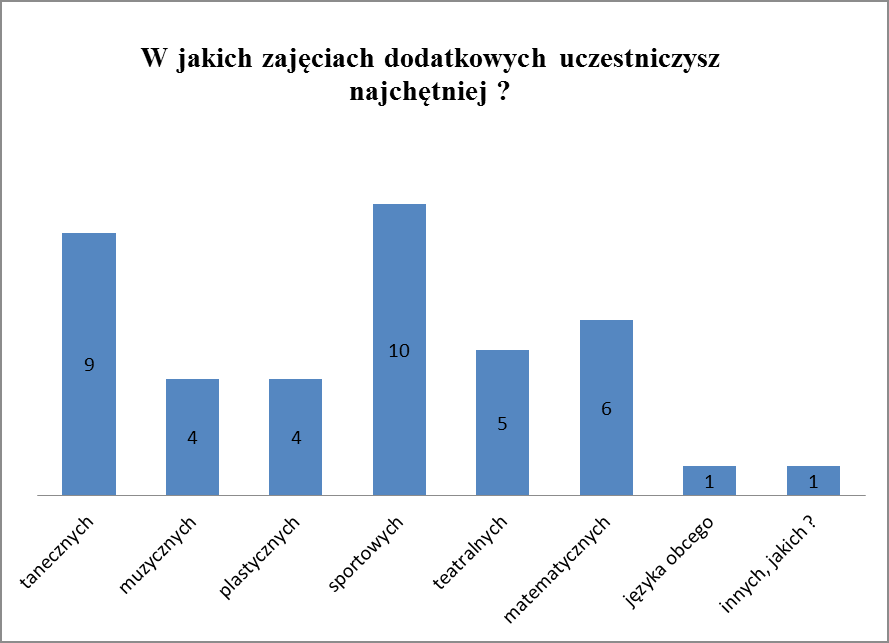 W jakich zajęciach dodatkowych uczestniczysz
najchętniej ?
9
4
4
10
5
6
1
1
tanecznych
muzycznych
plastycznych
sportowych
teatralnych
matematycznych
języka obcego
innych, jakich ?